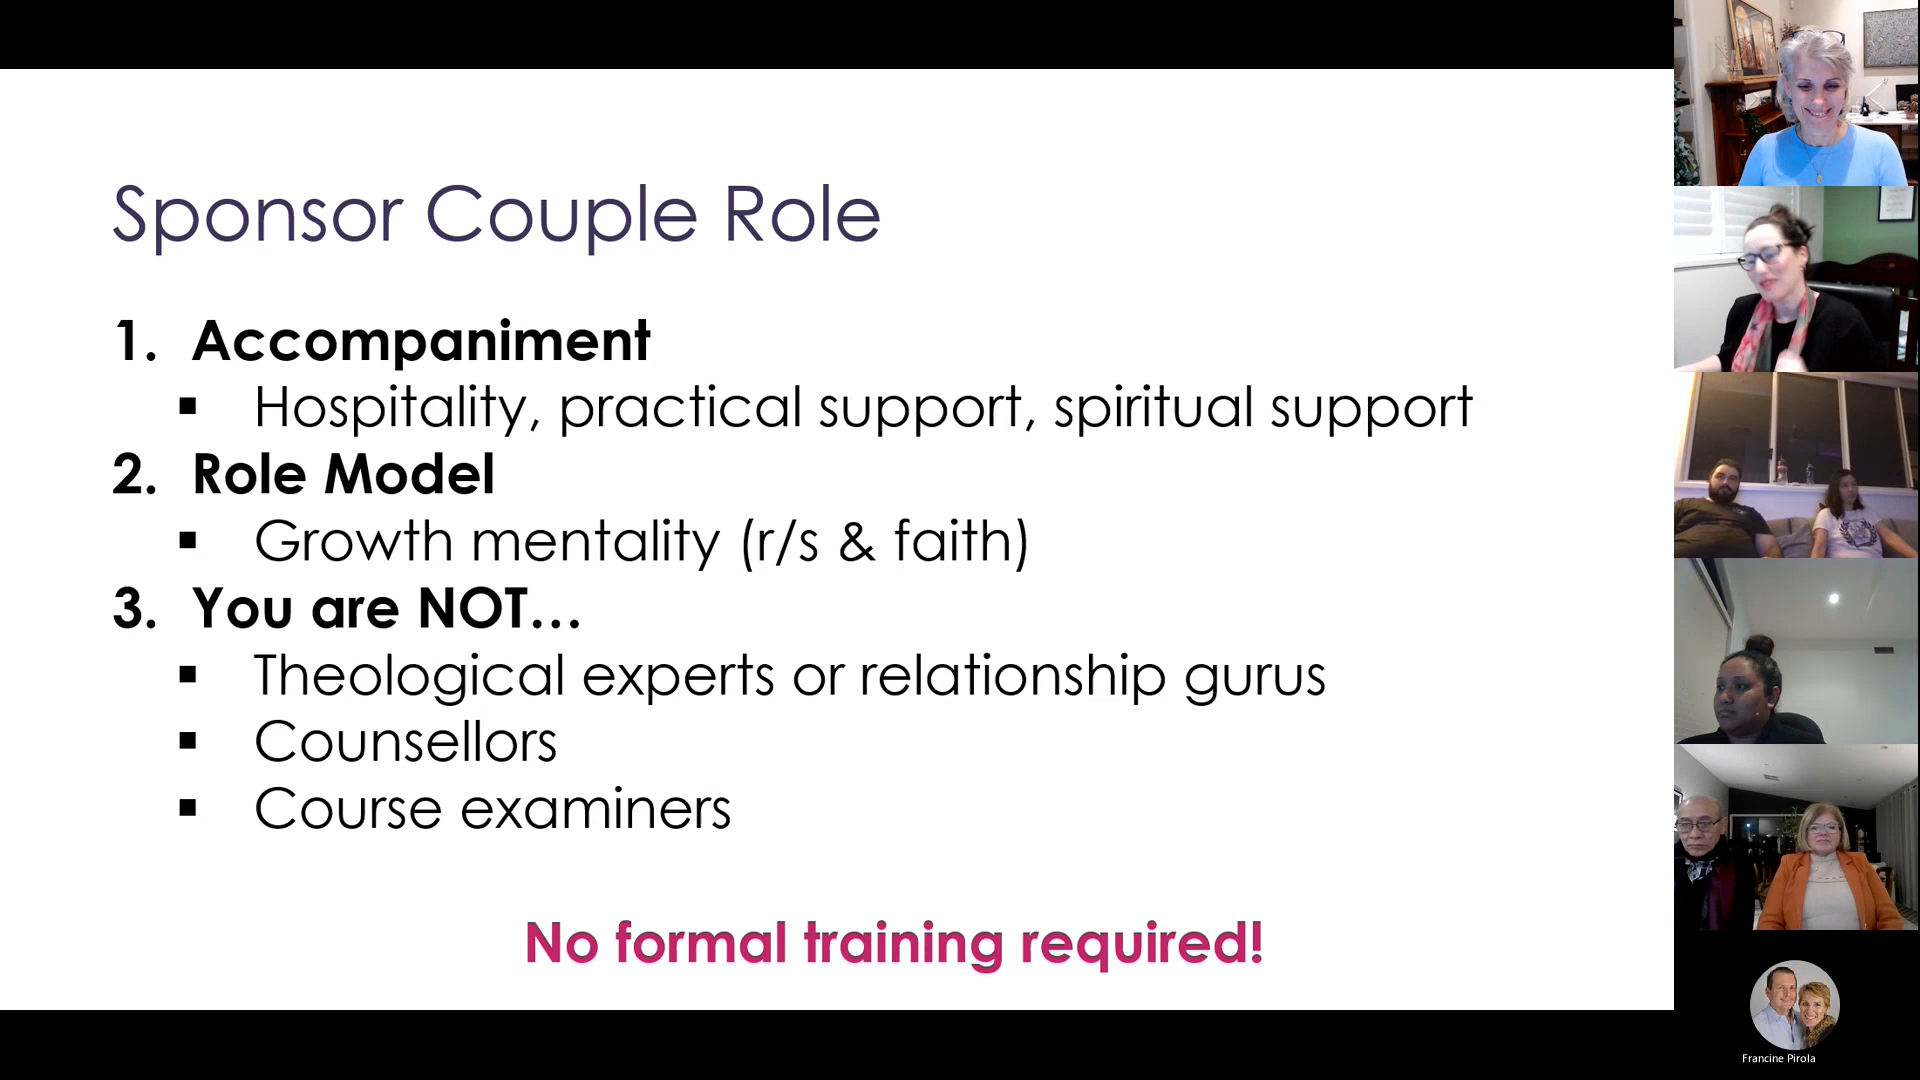 Sponsor Couple Role
1. Accompaniment
▪ Hospitality, practical support, spiritual support
2. Role Model
▪ Growth mentality (r/s & faith)
3. You are NOT…
▪ Theological experts or relationship gurus
▪ Counsellors
▪ Course examiners
No formal training required!
Francine Pirola